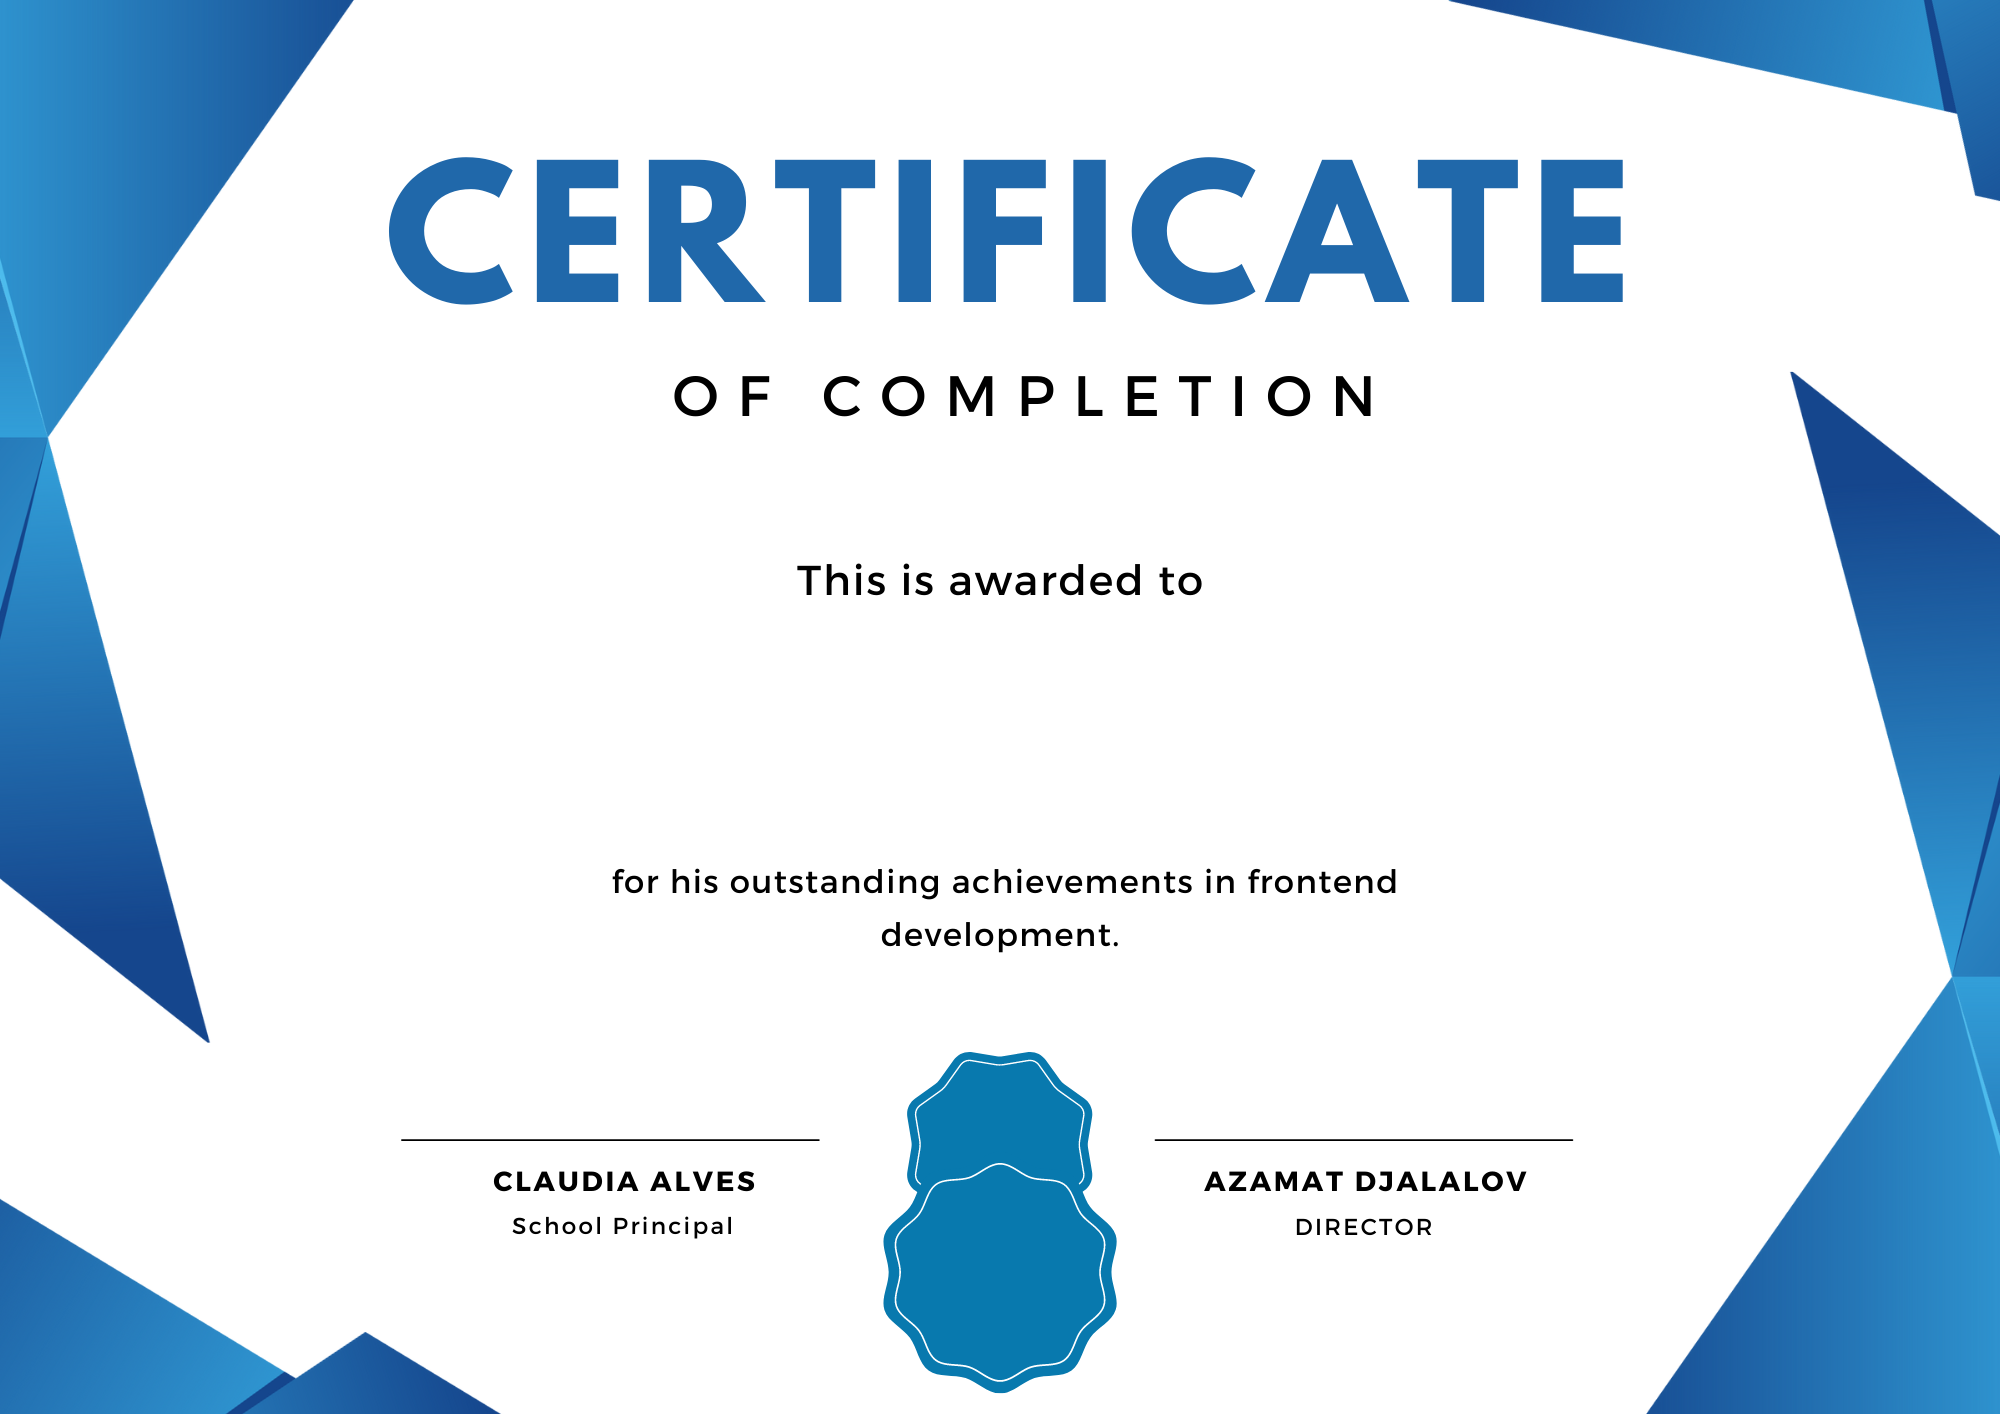 CERTIFICATE
OF COMPLETION
This is awarded to
for his outstanding achievements in frontend
development.
CLAUDIA ALVES
School Principal
AZAMAT DJALALOV
DIRECTOR